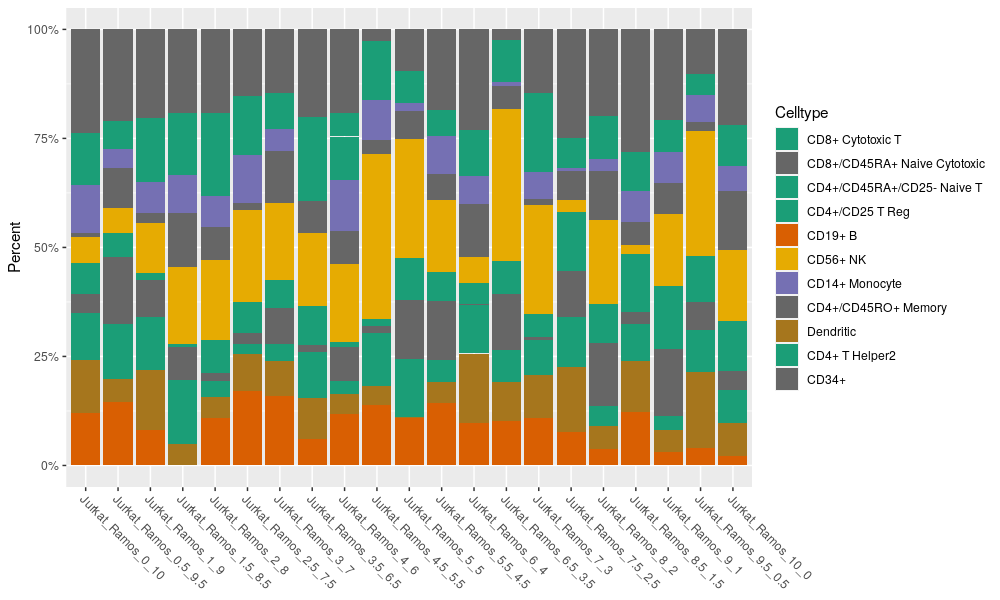 100%
75%
50%
25%
0%
Percent
Jurkat_Ramos_0_10
Jurkat_Ramos_0.5_9.5
Jurkat_Ramos_1_9
Jurkat_Ramos_1.5_8.5
Jurkat_Ramos_2_8
Jurkat_Ramos_2.5_7.5
Jurkat_Ramos_3_7
Jurkat_Ramos_3.5_6.5
Jurkat_Ramos_4_6
Jurkat_Ramos_4.5_5.5
Jurkat_Ramos_5_5
Jurkat_Ramos_5.5_4.5
Jurkat_Ramos_6_4
Jurkat_Ramos_6.5_3.5
Jurkat_Ramos_7_3
Jurkat_Ramos_7.5_2.5
Jurkat_Ramos_8_2
Jurkat_Ramos_8.5_1.5
Jurkat_Ramos_9_1
Jurkat_Ramos_9.5_0.5
Jurkat_Ramos_10_0
Celltype
CD8+ Cytotoxic T
CD8+/CD45RA+ Naive Cytotoxic
CD4+/CD45RA+/CD25- Naive T
CD4+/CD25 T Reg
CD19+ B
CD56+ NK
CD14+ Monocyte
CD4+/CD45RO+ Memory
Dendritic
CD4+ T Helper2
CD34+